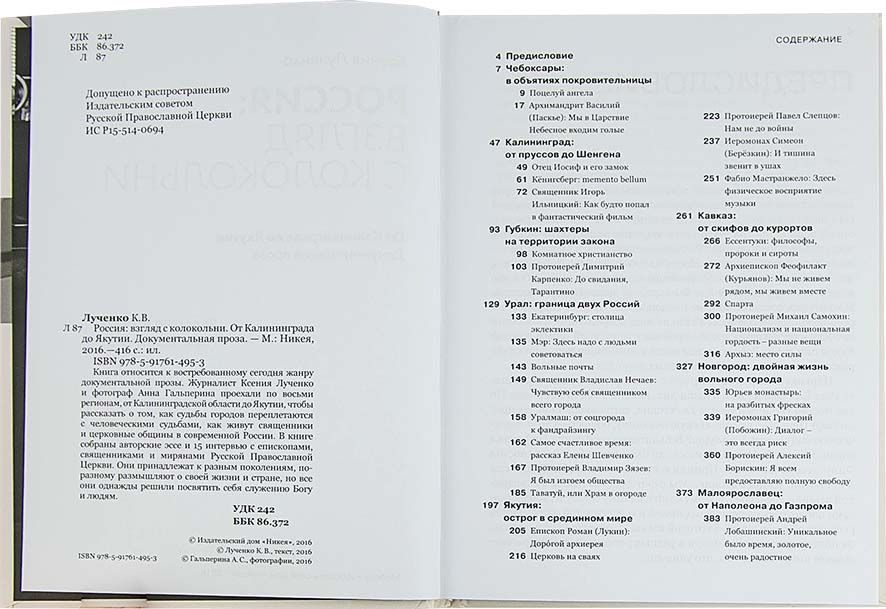 УДК 242
ББК 86.372
Л 87
Допущено к распространению
Издательским советом
Русской Православной Церкви
ИС Р15-514-0694
Лученко К.В.
Л 87 Россия: взгляд с колокольни. От Калининграда
до Якутии. Документальная проза. — М.: Никея,
2016.—416 с.: ил.
ISBN 978-5-91761-495-3
Книга относится к востребованному сегодня жанру
документальной прозы. Журналист Ксения Лученко
и фотограф Анна Гальперина проехали по восьми
регионам, от Калининградской области до Якутии, чтобы
рассказать о том, как судьбы городов переплетаются
с человеческими судьбами, как живут священники
и церковные общины в современной России. В книге
собраны авторские эссе и 15 интервью с епископами,
священниками и мирянами Русской Православной
Церкви. Они принадлежат к разным поколениям, по-
разному размышляют о своей жизни и стране, но все
они однажды решили посвятить себя служению Богу
и людям.
УДК 242
ББК 86.372
© Издательский дом «Никея», 2016
© Лученко К.В., текст, 2016
ISBN 978-5-91761-495-3
© Гальперина А.С., фотографии, 2016
СОДЕРЖАНИЕ
4 Предисловие
7 Чебоксары:
в объятиях покровительницы
9 Поцелуй ангела
17 Архимандрит Василий
(Паскье): Мы в Царствие
Небесное входим голые
47 Калининград:
от пруссов до Шенгена
49 Отец Иосиф и его замок
61 Кёнигсберг: memento bellum
72 Священник Игорь
Ильницкий: Как будто попал
в фантастический фильм
93 Губкин: шахтеры
на территории закона
98 Комнатное христианство
103 Протоиерей Димитрий
Карпенко: До свидания,
Тарантино
129 Урал: граница двух Россий
133 Екатеринбург: столица
эклектики
135 Мэр: Здесь надо с людьми
советоваться
143 Вольные почты
149 Священник Владислав Нечаев:
Чувствую себя священником
всего города
158 Уралмаш: от соцгорода
к фандрайзингу
162 Самое счастливое время:
рассказ Елены Шевченко
167 Протоиерей Владимир Зязев:
Я был изгоем общества
185 Таватуй, или Храм в огороде
197 Якутия:
острог в срединном мире
205 Епископ Роман (Лукин):
Доро́гой архиерея
216 Церковь на сваях
223 Протоиерей Павел Слепцов:
Нам не до войны
237 Иеромонах Симеон
(Берёзкин): И тишина
звенит в ушах
251 Фабио Мастранжело: Здесь
физическое восприятие
музыки
261 Кавказ:
от скифов до курортов
266 Ессентуки: философы,
пророки и сироты
272 Архиепископ Феофилакт
(Курьянов): Мы не живем
рядом, мы живем вместе
292 Спарта
300 Протоиерей Михаил Самохин:
Национализм и национальная
гордость – разные вещи
316 Архыз: место силы
327 Новгород: двойная жизнь
вольного города
335 Юрьев монастырь:
на разбитых фресках
339 Иеромонах Григорий
(Побожин): Диалог –
это всегда риск
360 Протоиерей Алексий
Борискин: Я всем
предоставляю полную свободу
373 Малоярославец:
от Наполеона до Газпрома
383 Протоиерей Андрей
Лобашинский: Уникальное
было время, золотое,
очень радостное